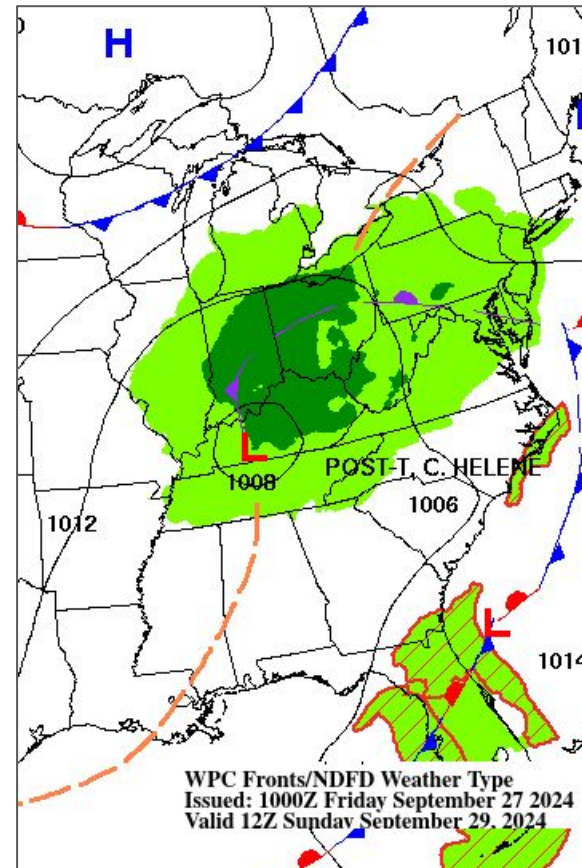 H
101
L
POST-T. C. HELENE
1008
1006
1012
L
1014
WPC Fronts/NDFD Weather Type
Issued: 1000Z Friday September 27 2024
Valid 12Z Sunday September 29, 2024